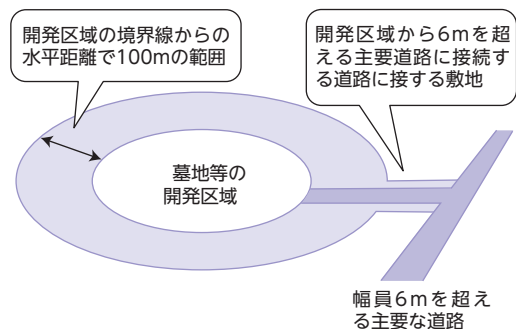 開発区域の境界線からの
水平距離で100mの範囲
開発区域から6mを超
える主要道路に接続す
る道路に接する敷地
墓地等の
開発区域
幅員6mを超え
る主要な道路